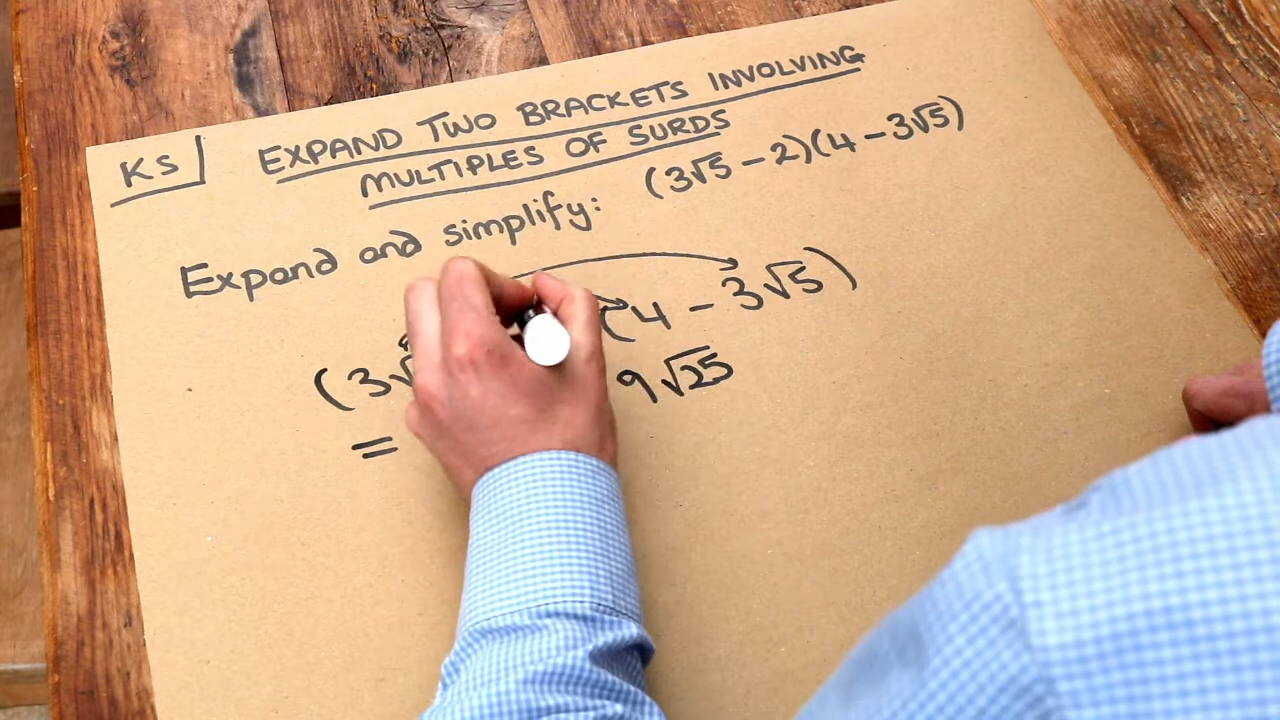 KS EXPAND TWO BRACKETS INVOLVING
MULTIPLES OF SURDS
Expand and simplify: (3√5 - 2)(4 - 3√5)
(3√ (4 - 3√5)
= 9√25